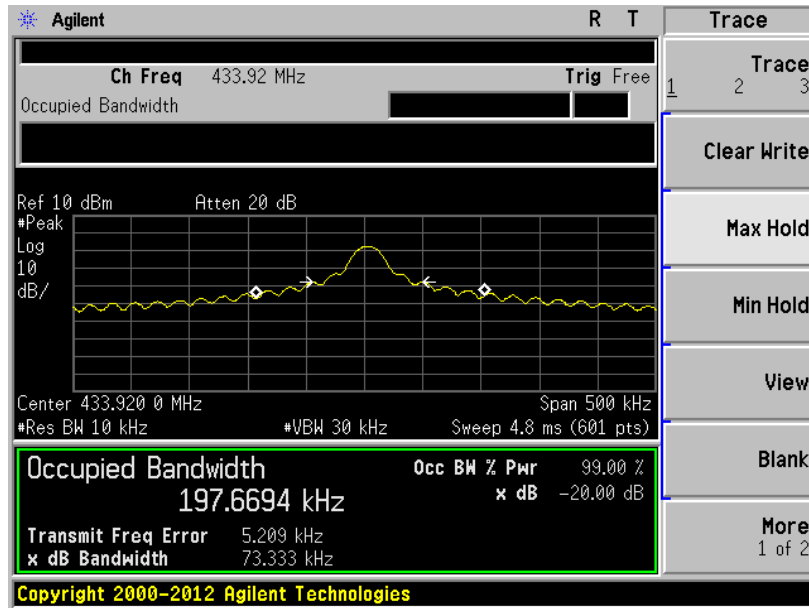 Agilent R T Trace
Ch Freq 433.92 MHz Trig Free
Occupied Bandwidth
Trace
1 2 3
Clear Write
Max Hold
Min Hold
View
Blank
More
1 of 2
Ref 10 dBm Atten 20 dB
#Peak
Log
10
dB/
Center 433.920 0 MHz Span 500 kHz
#Res BW 10 kHz #VBW 30 kHz Sweep 4.8 ms (601 pts)
Occupied Bandwidth Occ BW % Pwr 99.00 %
197.6694 kHz x dB -20.00 dB
Transmit Freq Error 5.209 kHz
x dB Bandwidth 73.333 kHz
Copyright 2000-2012 Agilent Technologies